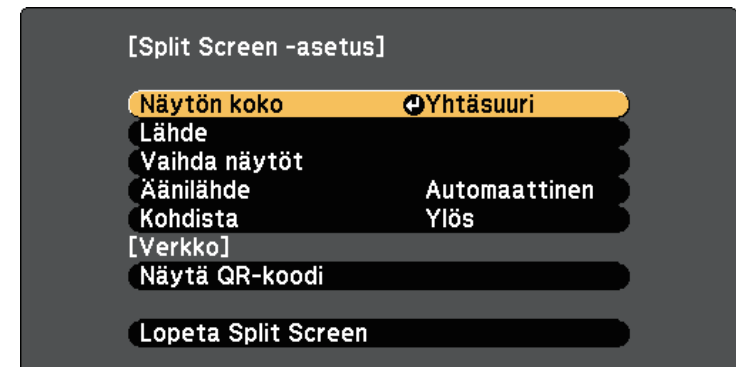 [Split Screen -asetus]
Näytön koko Yhtäsuuri
Lähde
Vaihda näytöt
Äänilähde Automaattinen
Kohdista Ylös
[Verkko]
Näytä QR-koodi
Lopeta Split Screen